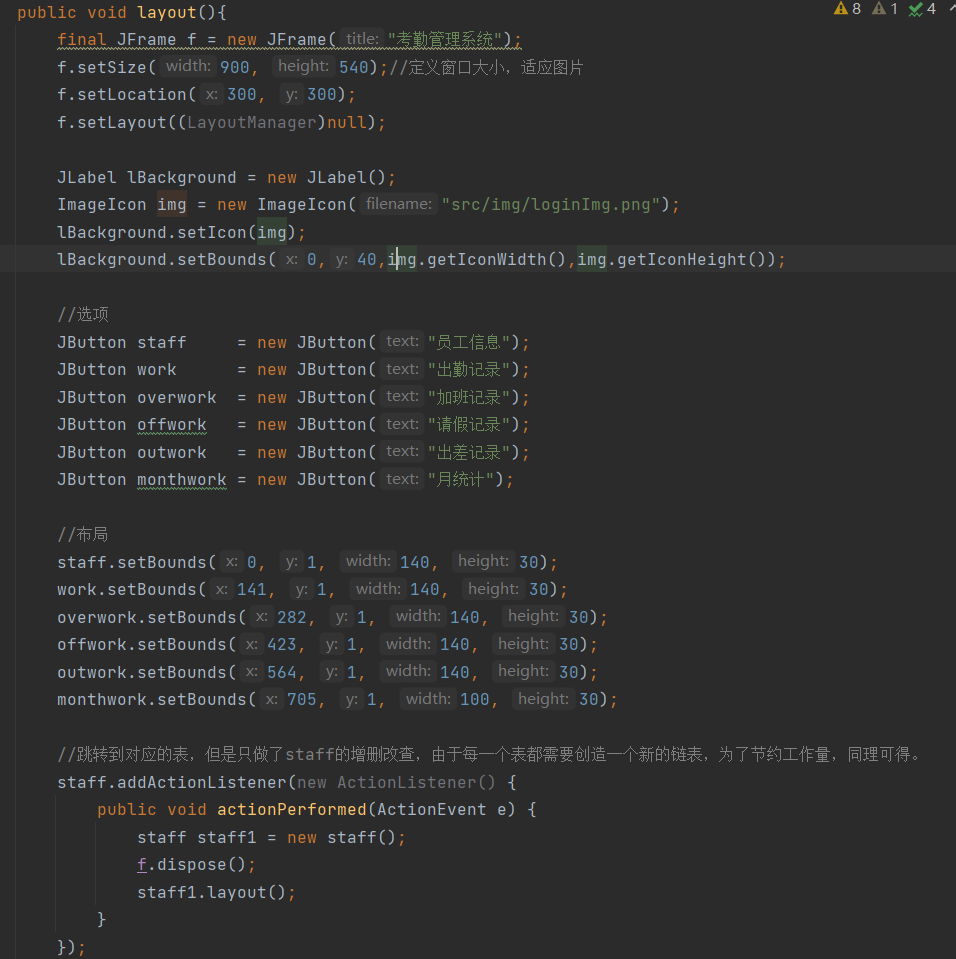 public void layout(){
8 1 4
final JFrame f = new JFrame( title: "考勤管理系统");
f.setSize( width: 900, height: 540);//定义窗口大小，适应图片
f.setLocation( x: 300, y: 300);
f.setLayout((LayoutManager)null);
JLabel lBackground = new JLabel();
ImageIcon img = new ImageIcon( filename: "src/img/loginImg.png");
lBackground.setIcon(img);
lBackground.setBounds( x: 0, y: 40,img.getIconWidth(),img.getIconHeight());
//选项
JButton staff     = new JButton( text: "员工信息");
JButton work      = new JButton( text: "出勤记录");
JButton overwork  = new JButton( text: "加班记录");
JButton offwork   = new JButton( text: "请假记录");
JButton outwork   = new JButton( text: "出差记录");
JButton monthwork = new JButton( text: "月统计");
//布局
staff.setBounds( x: 0, y: 1, width: 140, height: 30);
work.setBounds( x: 141, y: 1, width: 140, height: 30);
overwork.setBounds( x: 282, y: 1, width: 140, height: 30);
offwork.setBounds( x: 423, y: 1, width: 140, height: 30);
outwork.setBounds( x: 564, y: 1, width: 140, height: 30);
monthwork.setBounds( x: 705, y: 1, width: 100, height: 30);
//跳转到对应的表，但是只做了staff的增删改查，由于每一个表都需要创造一个新的链表，为了节约工作量，同理可得。
staff.addActionListener(new ActionListener() {
public void actionPerformed(ActionEvent e) {
staff staff1 = new staff();
f.dispose();
staff1.layout();
}
});